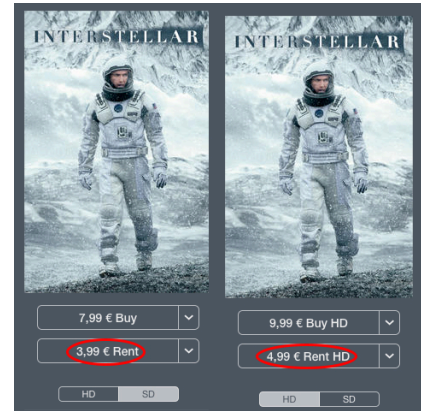 INTERSTELLAR
7,99 € Buy
3,99 € Rent
HD SD
INTERSTELLAR
9,99 € Buy HD
4,99 € Rent HD
HD SD